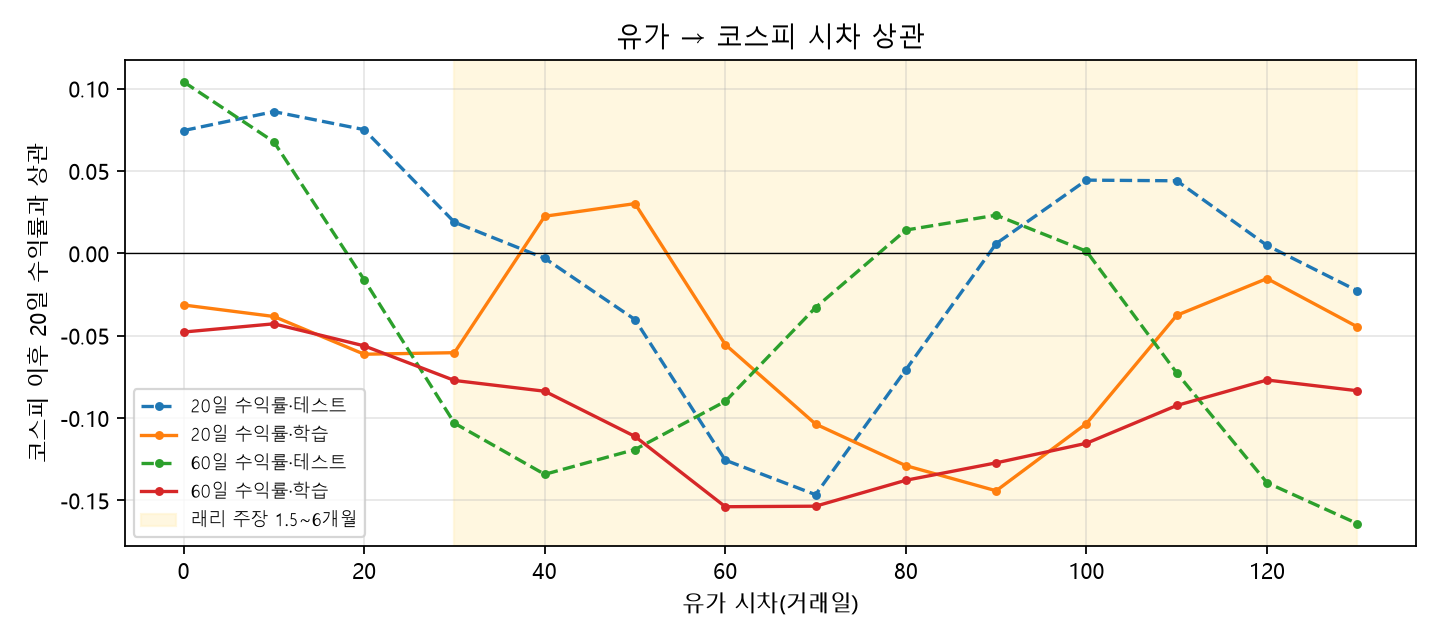 유가 → 코스피 시차 상관
코스피 이후 20일 수익률과 상관
0.10
0.05
0.00
-0.05
-0.10
-0.15
20일 수익률·테스트
20일 수익률·학습
60일 수익률·테스트
60일 수익률·학습
래리 주장 1.5~6개월
0 20 40 60 80 100 120
유가 시차(거래일)